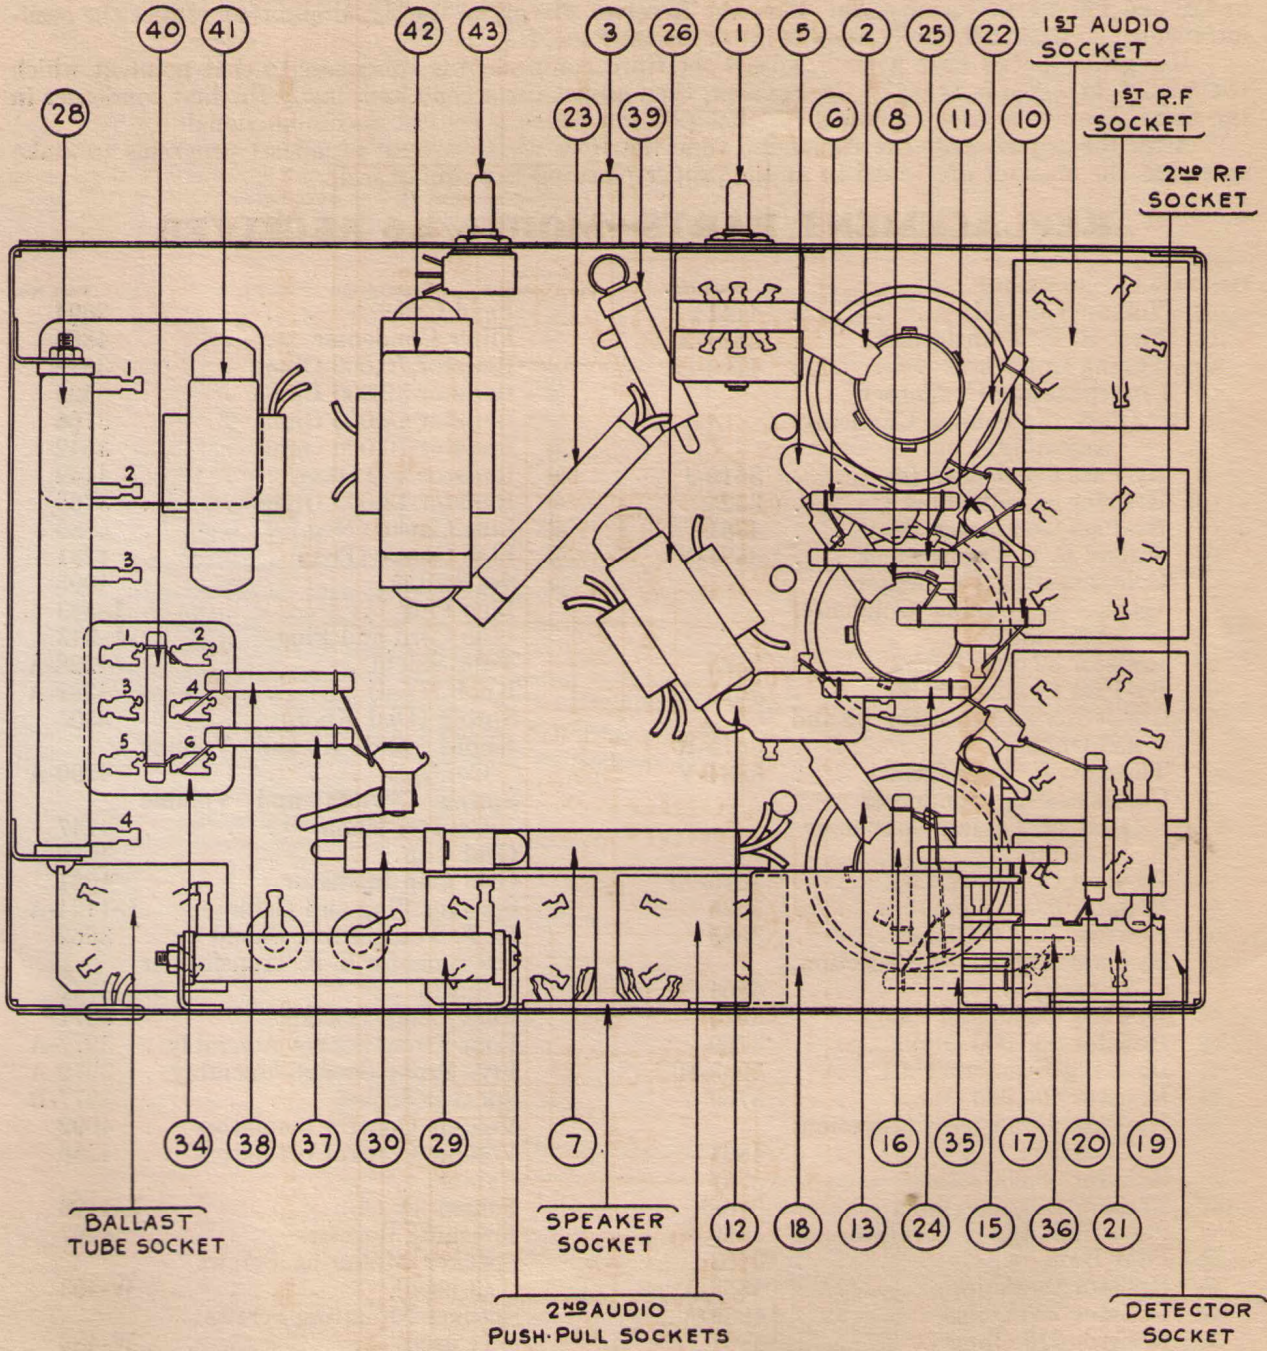 40 41 42 43 3 26 1 5 2 25 22
1ST AUDIO
SOCKET
28 23 39 6 8 11 10
1ST R.F
SOCKET
2ND R.F
SOCKET
1
2
3
4
1 2
3 4
5 6
34 38 37 30 29 7 16 35 17 20 19
12 18 13 24 15 36 21
BALLAST
TUBE SOCKET
SPEAKER
SOCKET
2ND AUDIO
PUSH-PULL SOCKETS
DETECTOR
SOCKET